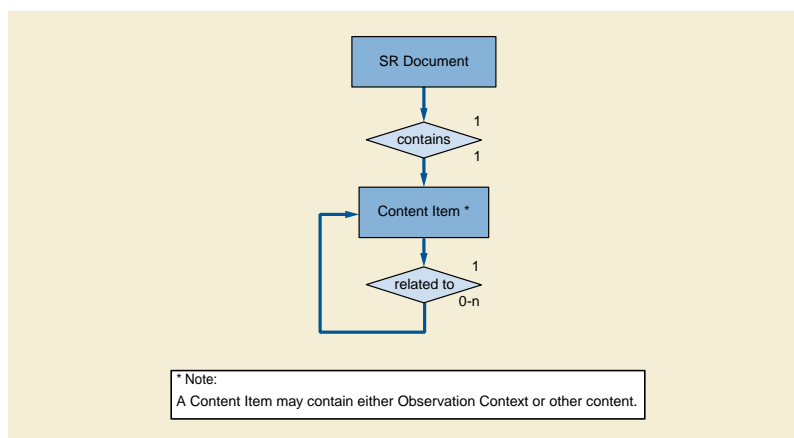 SR Document
1
contains
1
Content Item *
1
related to
0-n
* Note:
A Content Item may contain either Observation Context or other content.